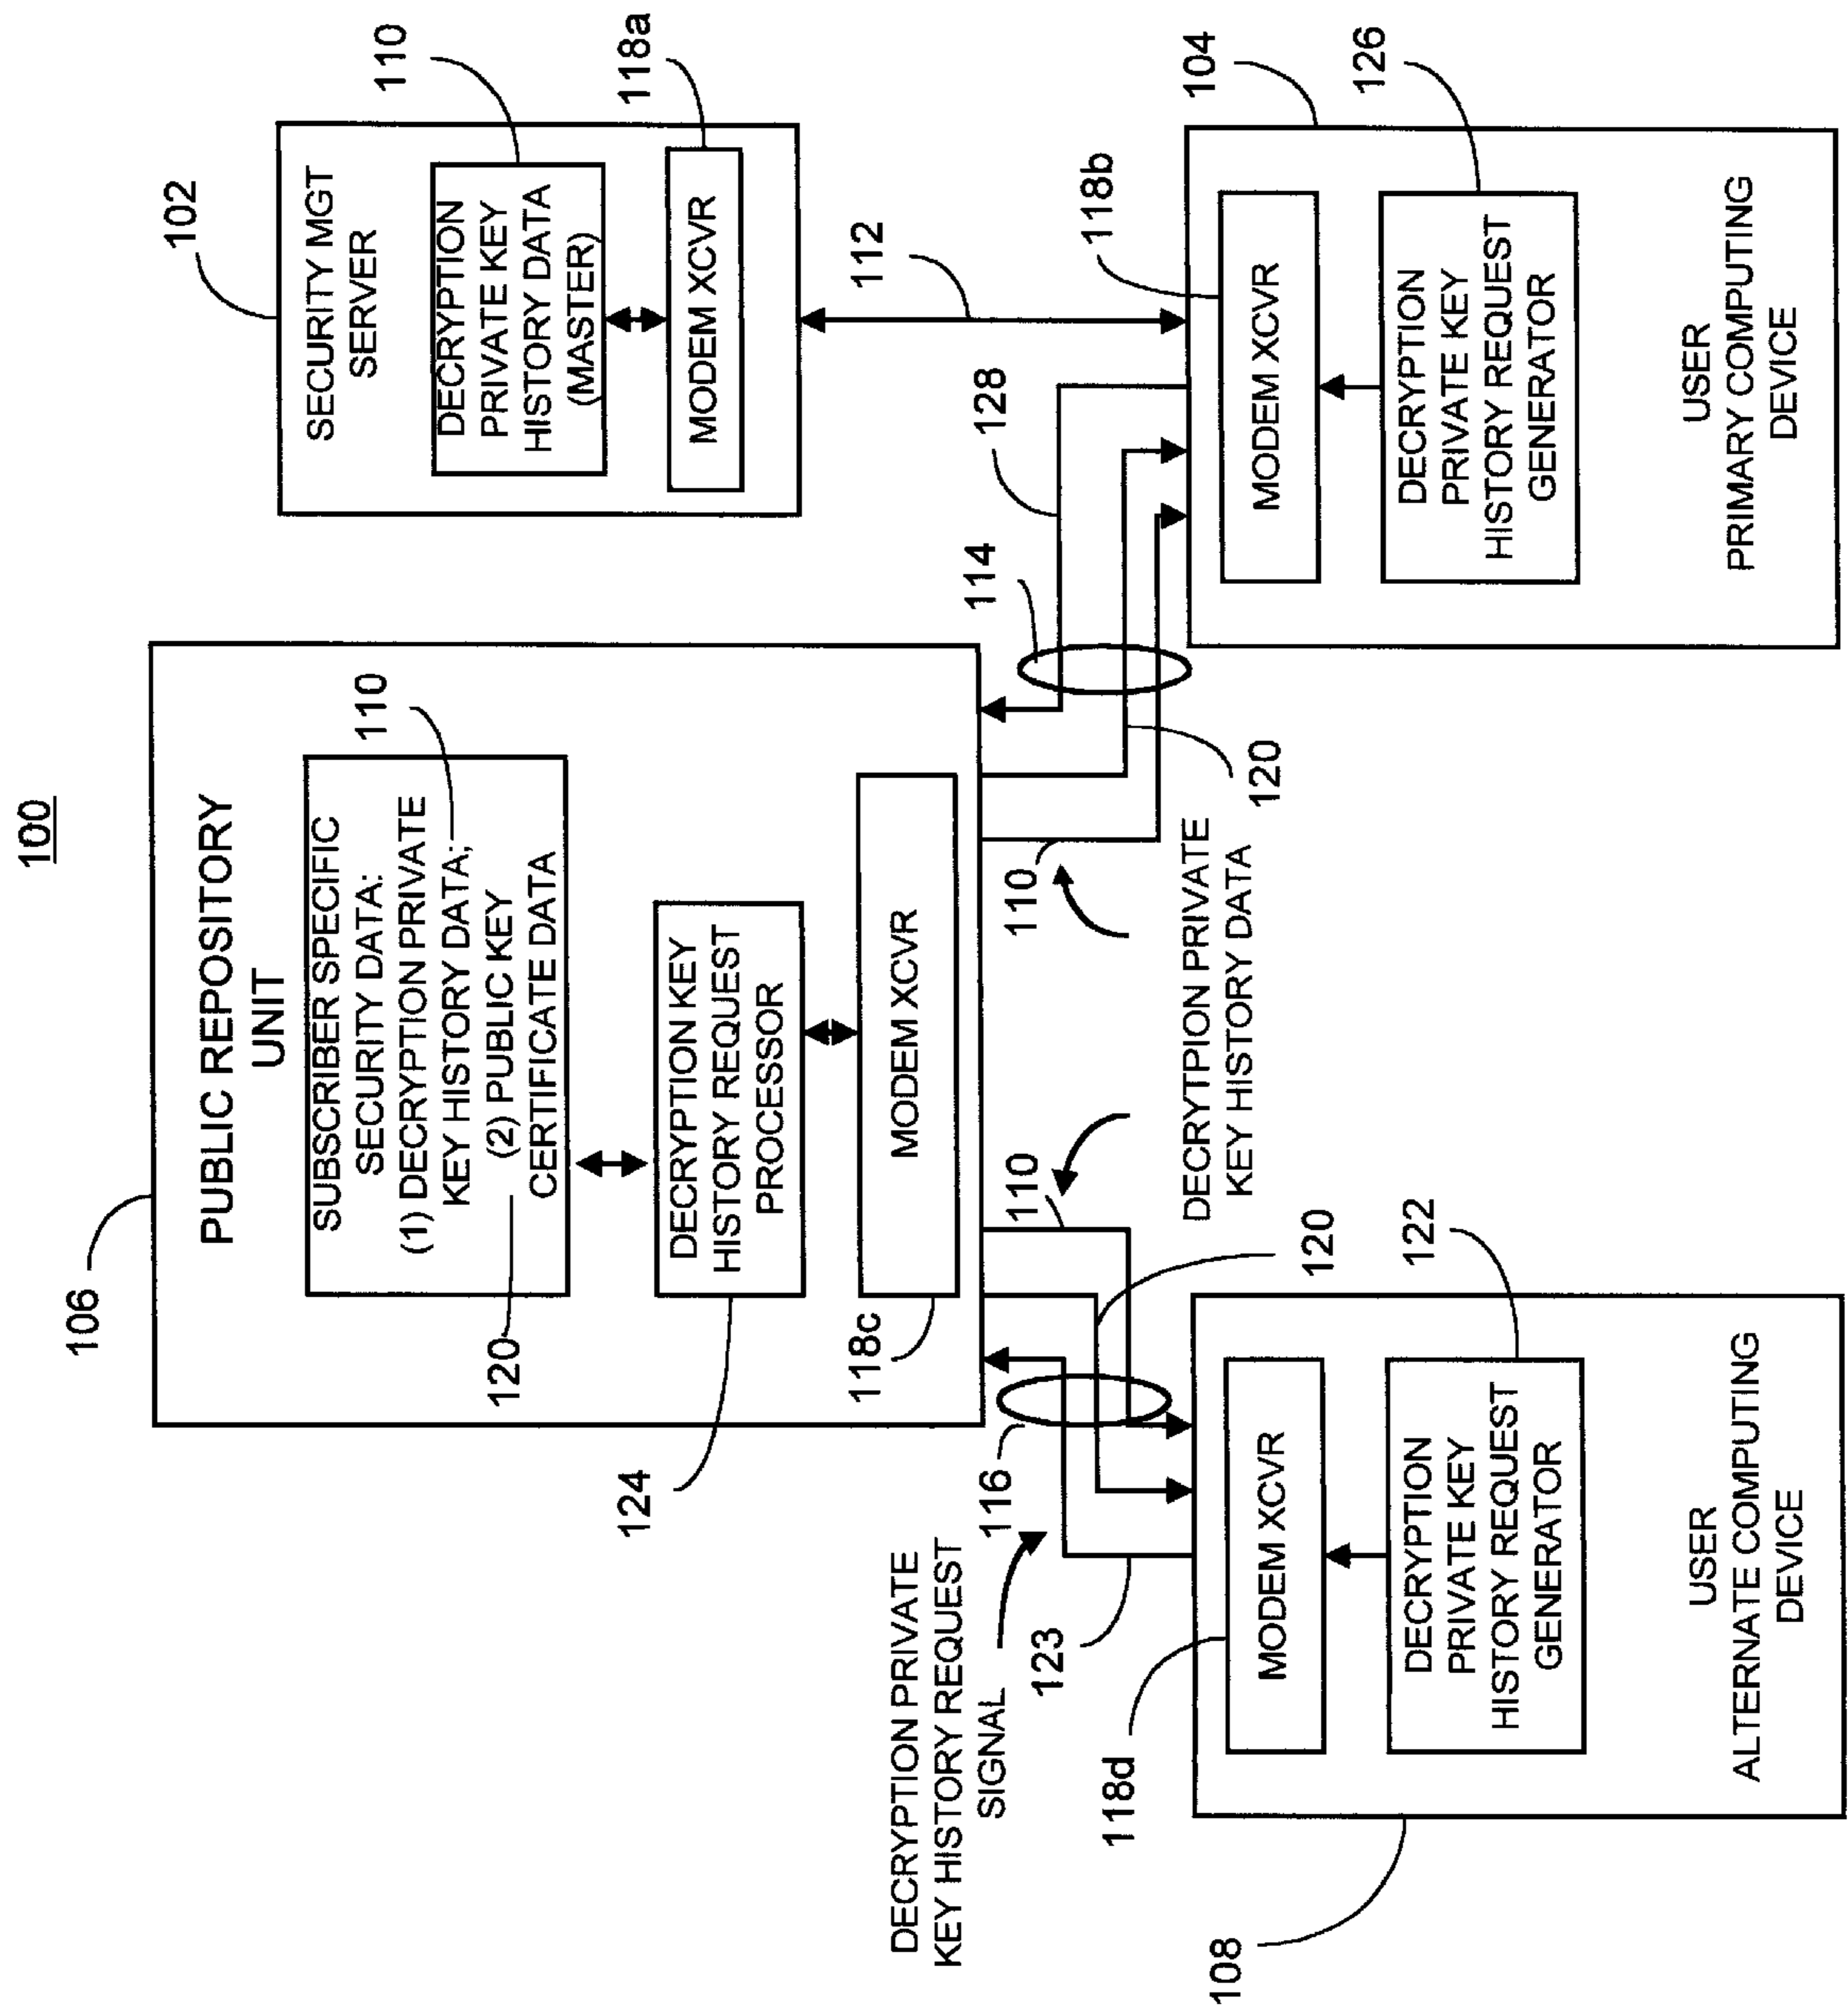 100
106
PUBLIC REPOSITORY
UNIT
SUBSCRIBER SPECIFIC
SECURITY DATA:
(1) DECRYPTION PRIVATE
KEY HISTORY DATA;
(2) PUBLIC KEY
CERTIFICATE DATA
110
120
DECRYPTION KEY
HISTORY REQUEST
PROCESSOR
124
MODEM XCVR
118c
102
SECURITY MGT
SERVER
110
DECRYPTION
PRIVATE KEY
HISTORY DATA
(MASTER)
118a
MODEM XCVR
112
128
114
120
110
110
120
116
123
DECRYPTION PRIVATE
KEY HISTORY REQUEST
SIGNAL
DECRYTPION PRIVATE
KEY HISTORY DATA
108
118d
MODEM XCVR
122
DECRYPTION
PRIVATE KEY
HISTORY REQUEST
GENERATOR
USER
ALTERNATE COMPUTING
DEVICE
104
118b
MODEM XCVR
126
DECRYPTION
PRIVATE KEY
HISTORY REQUEST
GENERATOR
USER
PRIMARY COMPUTING
DEVICE